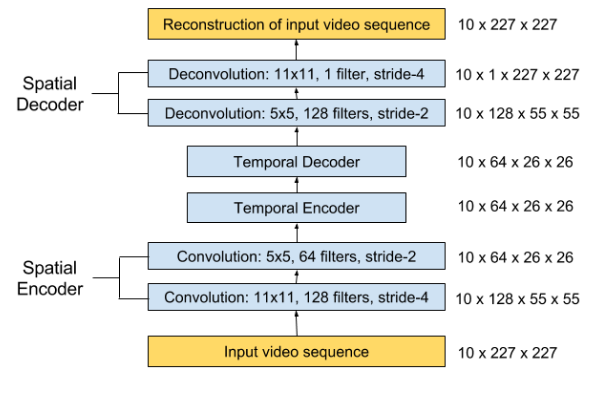 Reconstruction of input video sequence 10 x 227 x 227
Deconvolution: 11x11, 1 filter, stride-4 10 x 1 x 227 x 227
Spatial
Decoder
Deconvolution: 5x5, 128 filters, stride-2 10 x 128 x 55 x 55
Temporal Decoder 10 x 64 x 26 x 26
Temporal Encoder 10 x 64 x 26 x 26
Convolution: 5x5, 64 filters, stride-2 10 x 64 x 26 x 26
Spatial
Encoder
Convolution: 11x11, 128 filters, stride-4 10 x 128 x 55 x 55
Input video sequence 10 x 227 x 227